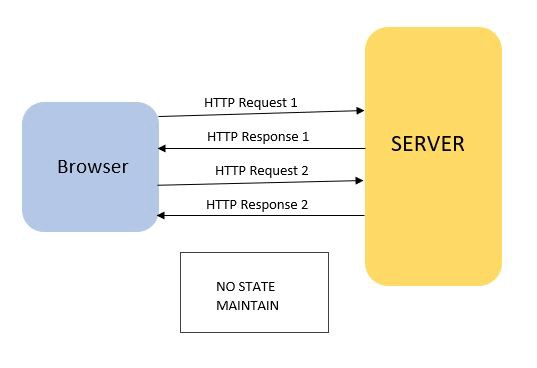 HTTP Request 1
HTTP Response 1
Browser
SERVER
HTTP Request 2
HTTP Response 2
NO STATE
MAINTAIN